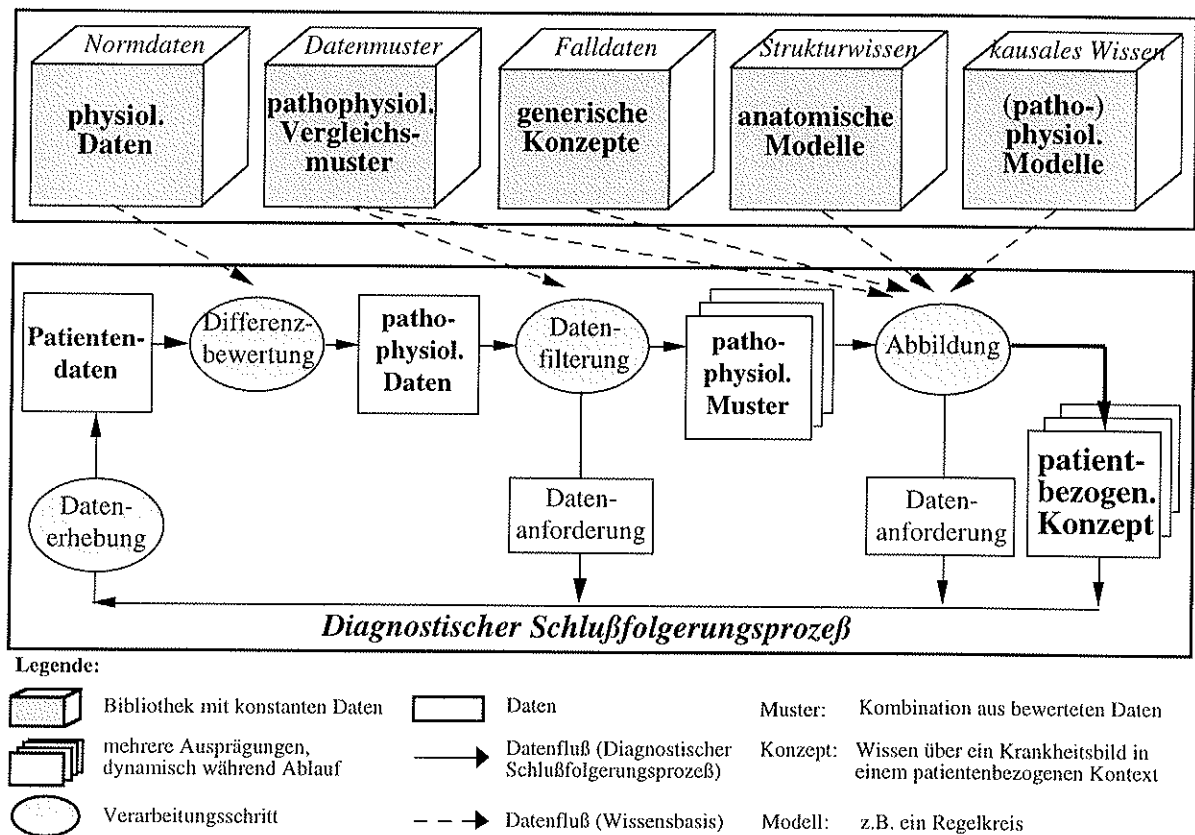 Normdaten
Datenmuster
Falldaten
Strukturwissen
kausales Wissen
physiol.
Daten
pathophysiol.
Vergleichs-
muster
generische
Konzepte
anatomische
Modelle
(patho-)
physiol.
Modelle
Patienten-
daten
Differenz-
bewertung
patho-
physiol.
Daten
Daten-
filterung
patho-
physiol.
Muster
Abbildung
patient-
bezogen.
Konzept
Daten-
erhebung
Daten-
anforderung
Daten-
anforderung
Diagnostischer Schlußfolgerungsprozeß
Legende:
Bibliothek mit konstanten Daten
mehrere Ausprägungen,
dynamisch während Ablauf
Verarbeitungsschritt
Daten
Datenfluß (Diagnostischer
Schlußfolgerungsprozeß)
Datenfluß (Wissensbasis)
Muster: Kombination aus bewerteten Daten
Konzept: Wissen über ein Krankheitsbild in
einem patientenbezogenen Kontext
Modell: z.B. ein Regelkreis